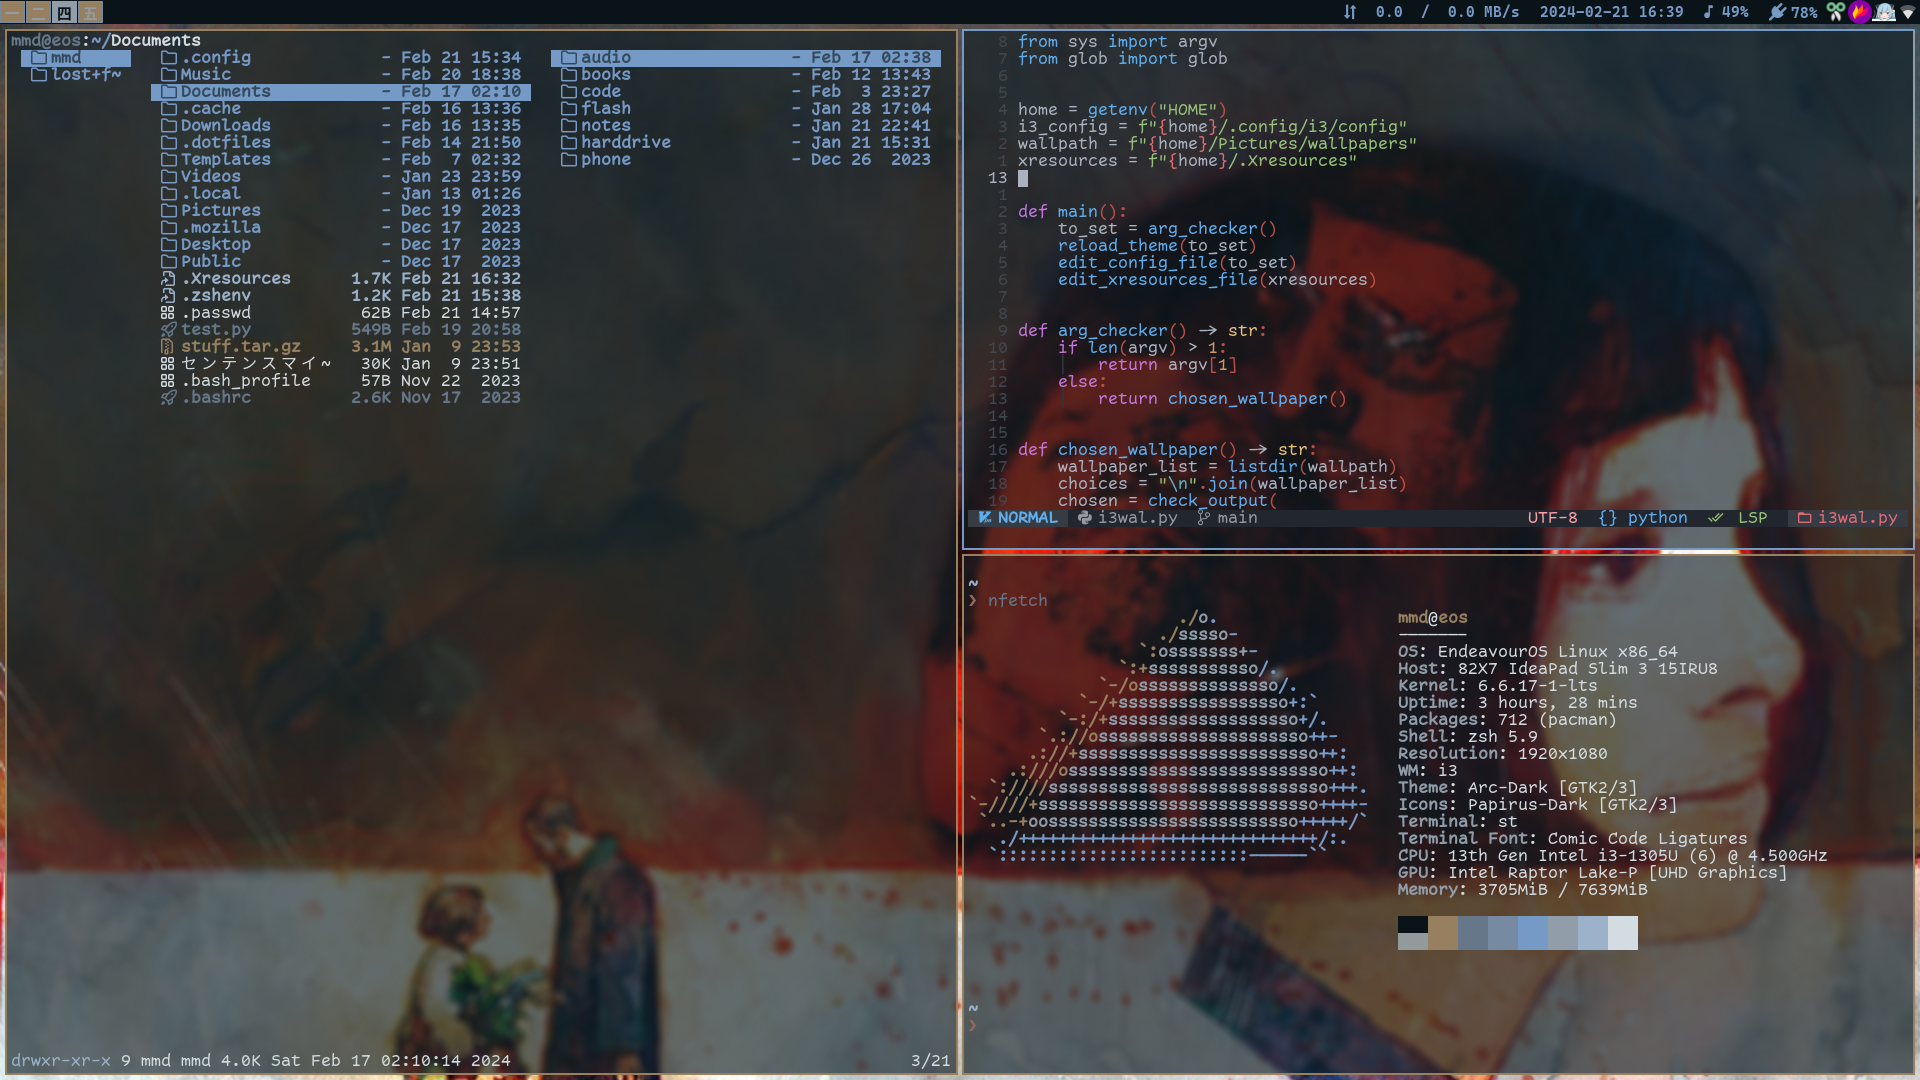 一 二 四 五
0.0 / 0.0 MB/s 2024-02-21 16:39 49% 78%
mmd@eos:~/Documents
mmd
lost+f~
.config - Feb 21 15:34
Music - Feb 20 18:38
Documents - Feb 17 02:10
.cache - Feb 16 13:36
Downloads - Feb 16 13:35
.dotfiles - Feb 14 21:50
Templates - Feb 7 02:32
Videos - Jan 23 23:59
.local - Jan 13 01:26
Pictures - Dec 19 2023
.mozilla - Dec 17 2023
Desktop - Dec 17 2023
Public - Dec 17 2023
.Xresources 1.7K Feb 21 16:32
.zshenv 1.2K Feb 21 15:38
.passwd 62B Feb 21 14:57
test.py 549B Feb 19 20:58
stuff.tar.gz 3.1M Jan 9 23:53
センテンスマイ~ 30K Jan 9 23:51
.bash_profile 57B Nov 22 2023
.bashrc 2.6K Nov 17 2023
audio - Feb 17 02:38
books - Feb 12 13:43
code - Feb 3 23:27
flash - Jan 28 17:04
notes - Jan 21 22:41
harddrive - Jan 21 15:31
phone - Dec 26 2023
drwxr-xr-x 9 mmd mmd 4.0K Sat Feb 17 02:10:14 2024 3/21
8 from sys import argv
7 from glob import glob
6
5
4 home = getenv("HOME")
3 i3_config = f"{home}/.config/i3/config"
2 wallpath = f"{home}/Pictures/wallpapers"
1 xresources = f"{home}/.Xresources"
13
1
2 def main():
3 to_set = arg_checker()
4 reload_theme(to_set)
5 edit_config_file(to_set)
6 edit_xresources_file(xresources)
7
8
9 def arg_checker() -> str:
10 if len(argv) > 1:
11 return argv[1]
12 else:
13 return chosen_wallpaper()
14
15
16 def chosen_wallpaper() -> str:
17 wallpaper_list = listdir(wallpath)
18 choices = "\n".join(wallpaper_list)
19 chosen = check_output(
NORMAL i3wal.py main UTF-8 {} python LSP i3wal.py
~
❯ nfetch
./o.
./sssso-
`:osssssss+-
`:+sssssssssso/.
`-/ossssssssssssso/.
`-/+sssssssssssssssso+:`
`-:/+sssssssssssssssssso+/.
`.://osssssssssssssssssssso++-
.://+ssssssssssssssssssssssso++:
.:///ossssssssssssssssssssssssso++:
`:////ssssssssssssssssssssssssssso+++.
`-////+ssssssssssssssssssssssssssso++++-
`..-+oosssssssssssssssssssssssso+++++/`
./++++++++++++++++++++++++++++++/:.
`:::::::::::::::::::::::::------``
mmd@eos
-------
OS: EndeavourOS Linux x86_64
Host: 82X7 IdeaPad Slim 3 15IRU8
Kernel: 6.6.17-1-lts
Uptime: 3 hours, 28 mins
Packages: 712 (pacman)
Shell: zsh 5.9
Resolution: 1920x1080
WM: i3
Theme: Arc-Dark [GTK2/3]
Icons: Papirus-Dark [GTK2/3]
Terminal: st
Terminal Font: Comic Code Ligatures
CPU: 13th Gen Intel i3-1305U (6) @ 4.500GHz
GPU: Intel Raptor Lake-P [UHD Graphics]
Memory: 3705MiB / 7639MiB
~
❯